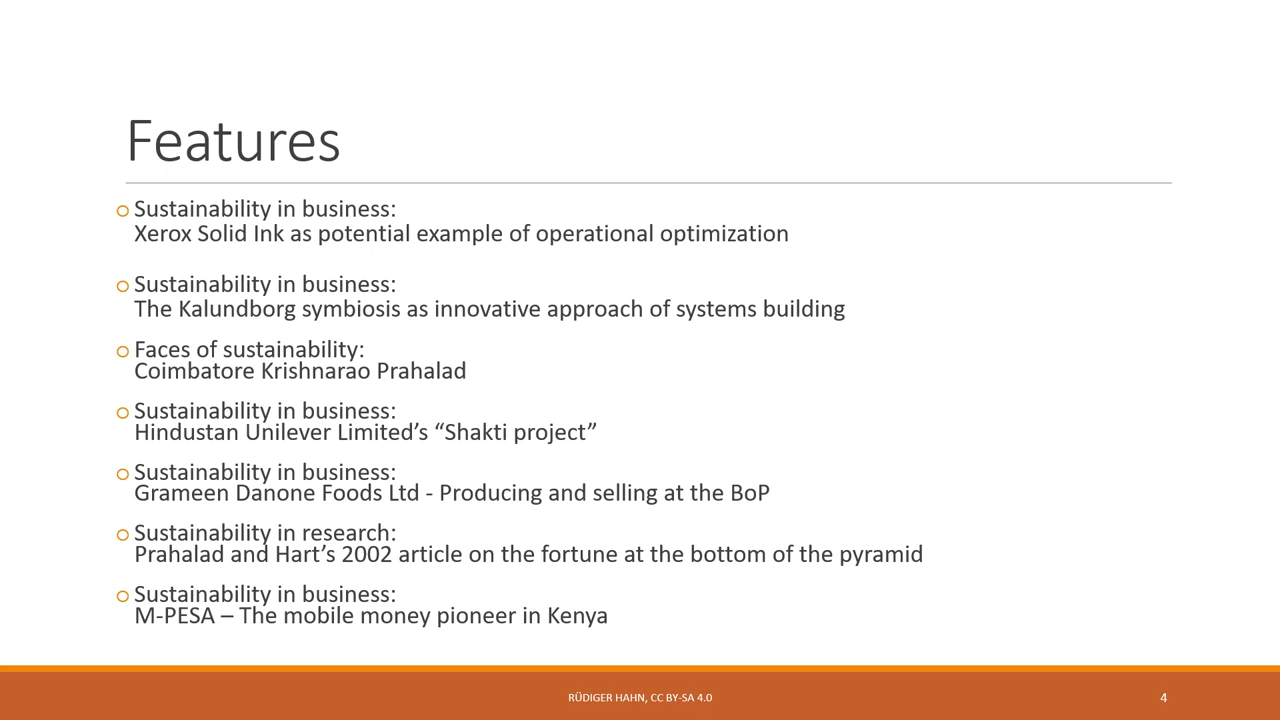 Features
Sustainability in business:
Xerox Solid Ink as potential example of operational optimization
Sustainability in business:
The Kalundborg symbiosis as innovative approach of systems building
Faces of sustainability:
Coimbatore Krishnarao Prahalad
Sustainability in business:
Hindustan Unilever Limited’s “Shakti project”
Sustainability in business:
Grameen Danone Foods Ltd - Producing and selling at the BoP
Sustainability in research:
Prahalad and Hart’s 2002 article on the fortune at the bottom of the pyramid
Sustainability in business:
M-PESA – The mobile money pioneer in Kenya
RÜDIGER HAHN, CC BY-SA 4.0
4